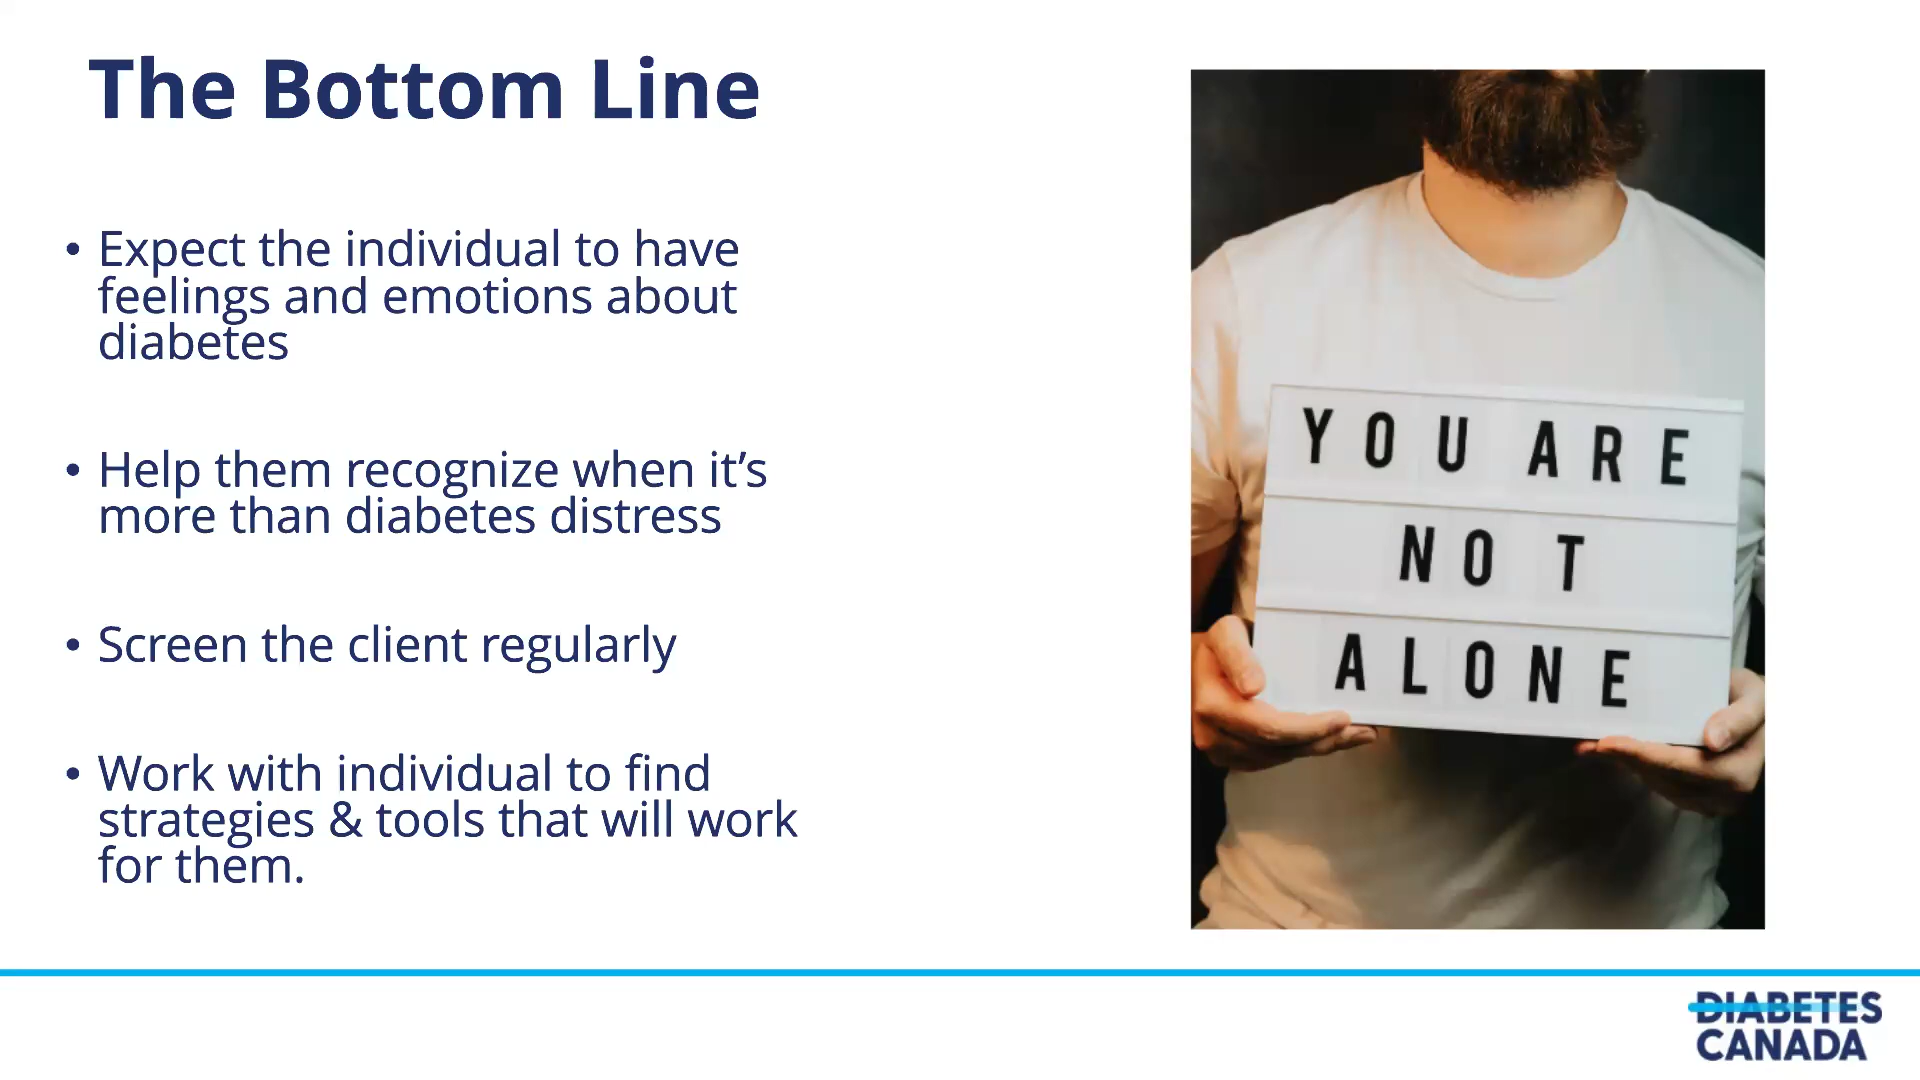 The Bottom Line
• Expect the individual to have
feelings and emotions about
diabetes
• Help them recognize when it’s
more than diabetes distress
• Screen the client regularly
• Work with individual to find
strategies & tools that will work
for them.
YOU ARE
NOT
ALONE
DIABETES
CANADA